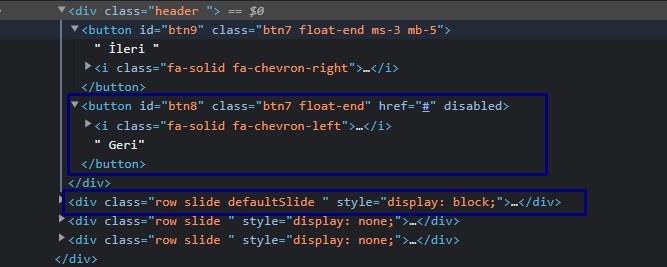 <div class="header "> == $0
<button id="btn9" class="btn7 float-end ms-3 mb-5">
" İleri "
<i class="fa-solid fa-chevron-right">…</i>
</button>
<button id="btn8" class="btn7 float-end" href="#" disabled>
<i class="fa-solid fa-chevron-left">…</i>
" Geri"
</button>
</div>
<div class="row slide defaultSlide " style="display: block;">…</div>
<div class="row slide " style="display: none;">…</div>
<div class="row slide " style="display: none;">…</div>
</div>